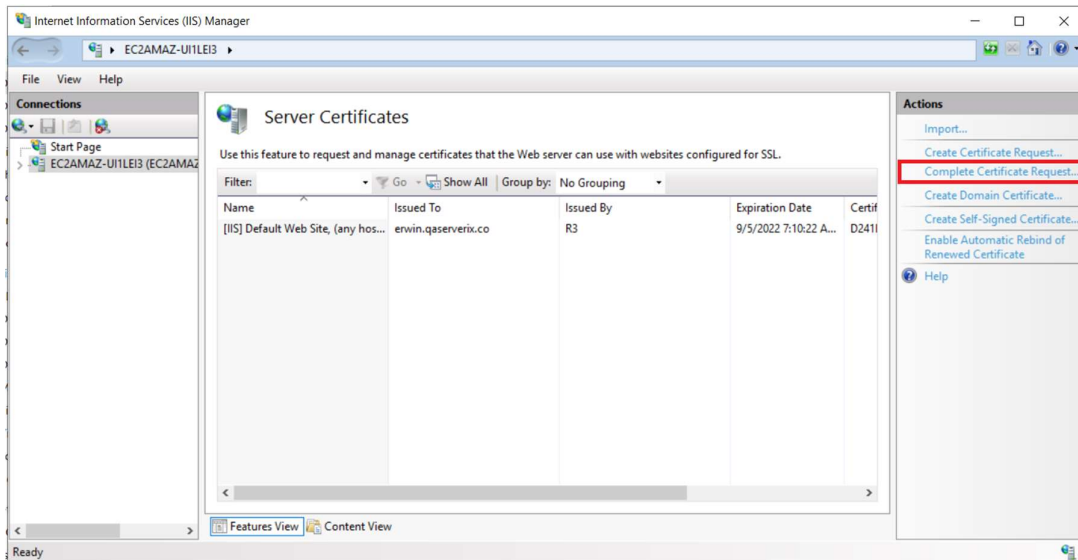 Internet Information Services (IIS) Manager
EC2AMAZ-UI1LEI3
File View Help
Connections
Start Page
EC2AMAZ-UI1LEI3 (EC2AMAZ
Server Certificates
Use this feature to request and manage certificates that the Web server can use with websites configured for SSL.
Filter: Go Show All Group by: No Grouping
Name Issued To Issued By Expiration Date Certif
[IIS] Default Web Site, (any hos... erwin.qaserverix.co R3 9/5/2022 7:10:22 A... D241
Features View Content View
Ready
Actions
Import...
Create Certificate Request...
Complete Certificate Request...
Create Domain Certificate...
Create Self-Signed Certificate...
Enable Automatic Rebind of
Renewed Certificate
Help